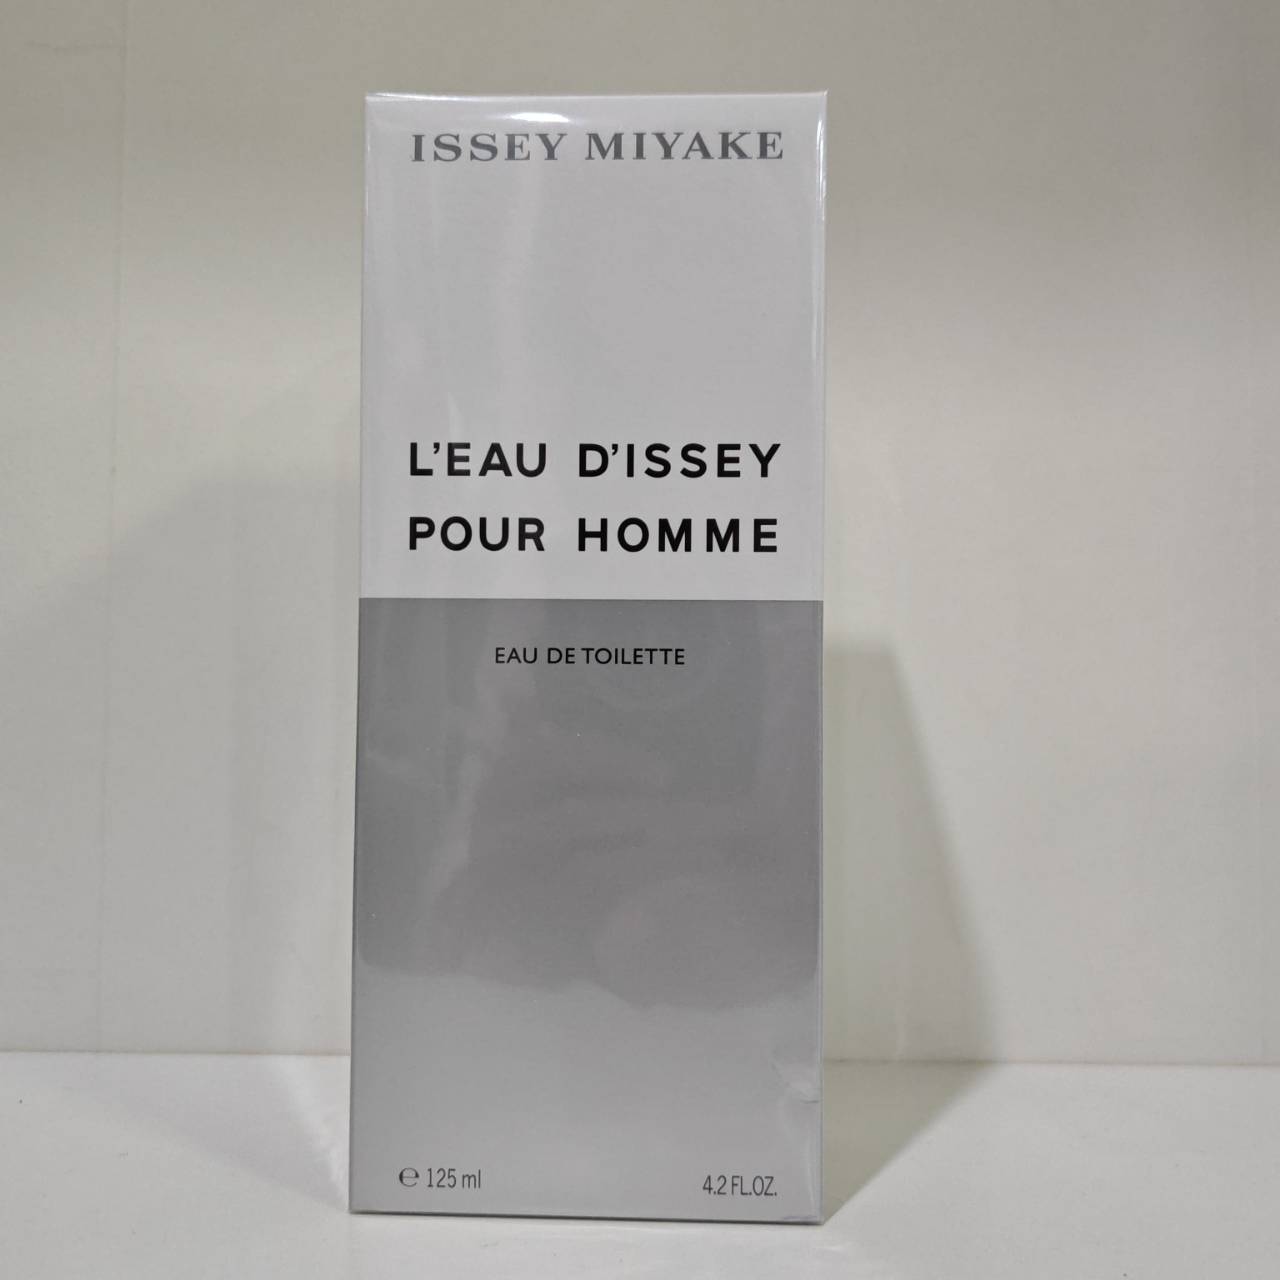 ISSEY MIYAKE
L'EAU D'ISSEY
POUR HOMME
EAU DE TOILETTE
℮ 125 ml 4.2 FL.OZ.